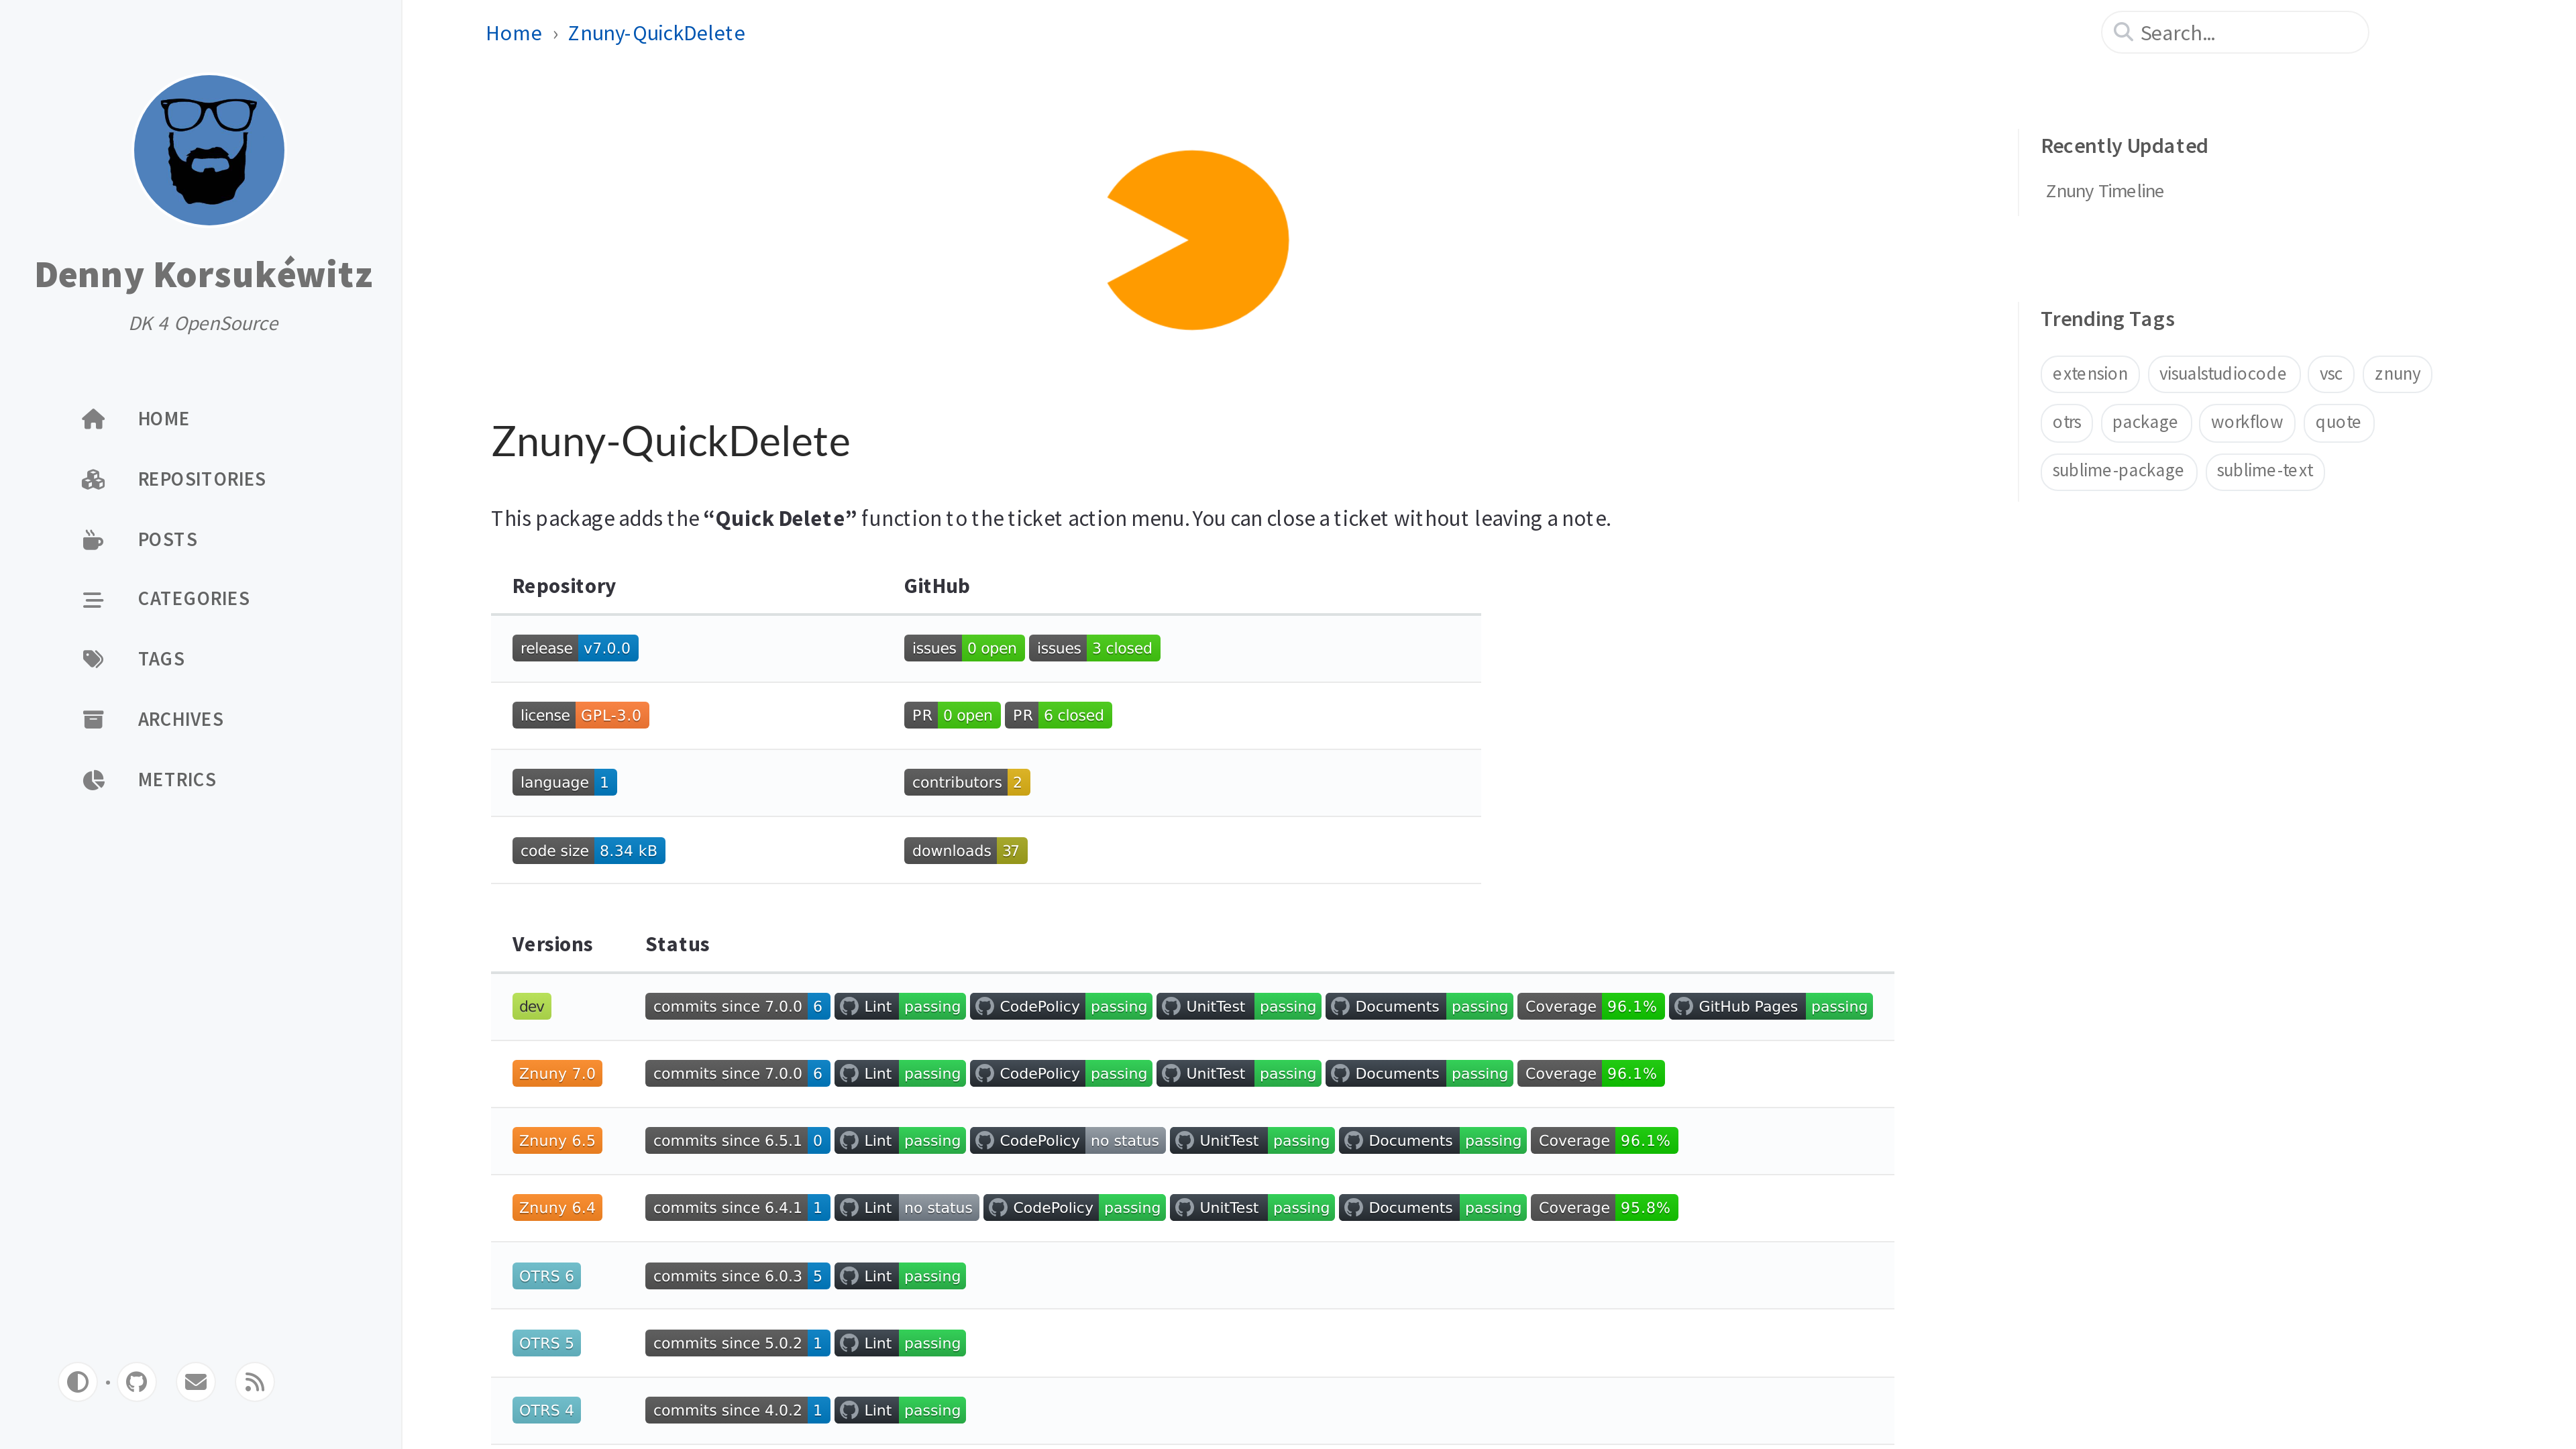 Denny Korsukéwitz
DK 4 OpenSource
HOME
REPOSITORIES
POSTS
CATEGORIES
TAGS
ARCHIVES
METRICS
Home › Znuny-QuickDelete
Search...
Znuny-QuickDelete
This package adds the “Quick Delete” function to the ticket action menu. You can close a ticket without leaving a note.
Repository GitHub
release v7.0.0 issues 0 open issues 3 closed
license GPL-3.0 PR 0 open PR 6 closed
language 1 contributors 2
code size 8.34 kB downloads 37
Versions Status
dev commits since 7.0.0 6 Lint passing CodePolicy passing UnitTest passing Documents passing Coverage 96.1% GitHub Pages passing
Znuny 7.0 commits since 7.0.0 6 Lint passing CodePolicy passing UnitTest passing Documents passing Coverage 96.1%
Znuny 6.5 commits since 6.5.1 0 Lint passing CodePolicy no status UnitTest passing Documents passing Coverage 96.1%
Znuny 6.4 commits since 6.4.1 1 Lint no status CodePolicy passing UnitTest passing Documents passing Coverage 95.8%
OTRS 6 commits since 6.0.3 5 Lint passing
OTRS 5 commits since 5.0.2 1 Lint passing
OTRS 4 commits since 4.0.2 1 Lint passing
Recently Updated
Znuny Timeline
Trending Tags
extension visualstudiocode vsc znuny
otrs package workflow quote
sublime-package sublime-text